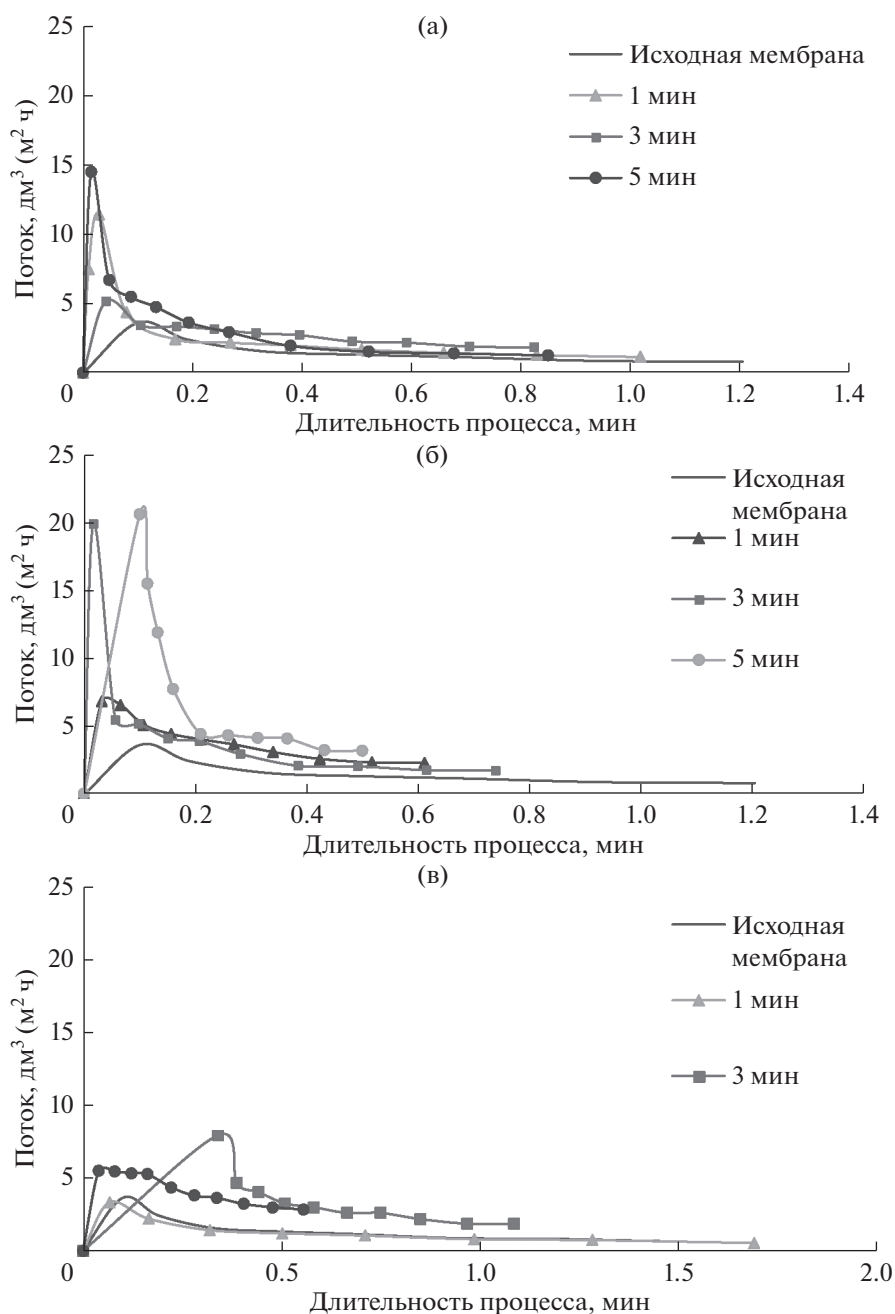 (а)
25
20
15
10
5
0
Поток, дм³ (м² ч)
Исходная мембрана
1 мин
3 мин
5 мин
0.2 0.4 0.6 0.8 1.0 1.2 1.4
Длительность процесса, мин
(б)
25
20
15
10
5
0
Поток, дм³ (м² ч)
Исходная
мембрана
1 мин
3 мин
5 мин
0.2 0.4 0.6 0.8 1.0 1.2 1.4
Длительность процесса, мин
(в)
25
20
15
10
5
0
Поток, дм³ (м² ч)
Исходная
мембрана
1 мин
3 мин
0.5 1.0 1.5 2.0
Длительность процесса, мин